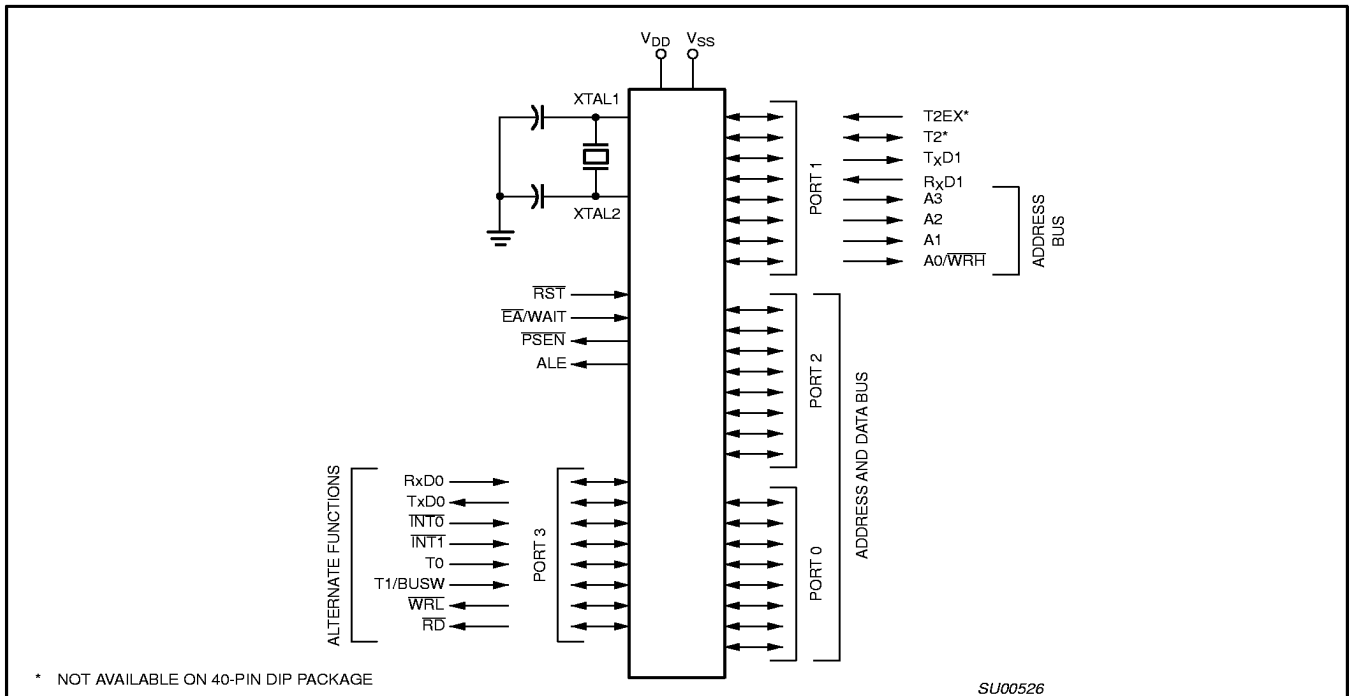 VDD VSS
XTAL1
XTAL2
RST
EA/WAIT
PSEN
ALE
PORT 1
T2EX*
T2*
TxD1
RxD1
A3
A2
A1
A0/WRH
ADDRESS
BUS
PORT 2
ADDRESS AND DATA BUS
PORT 0
ALTERNATE FUNCTIONS
RxD0
TxD0
INT0
INT1
T0
T1/BUSW
WRL
RD
PORT 3
* NOT AVAILABLE ON 40-PIN DIP PACKAGE
SU00526